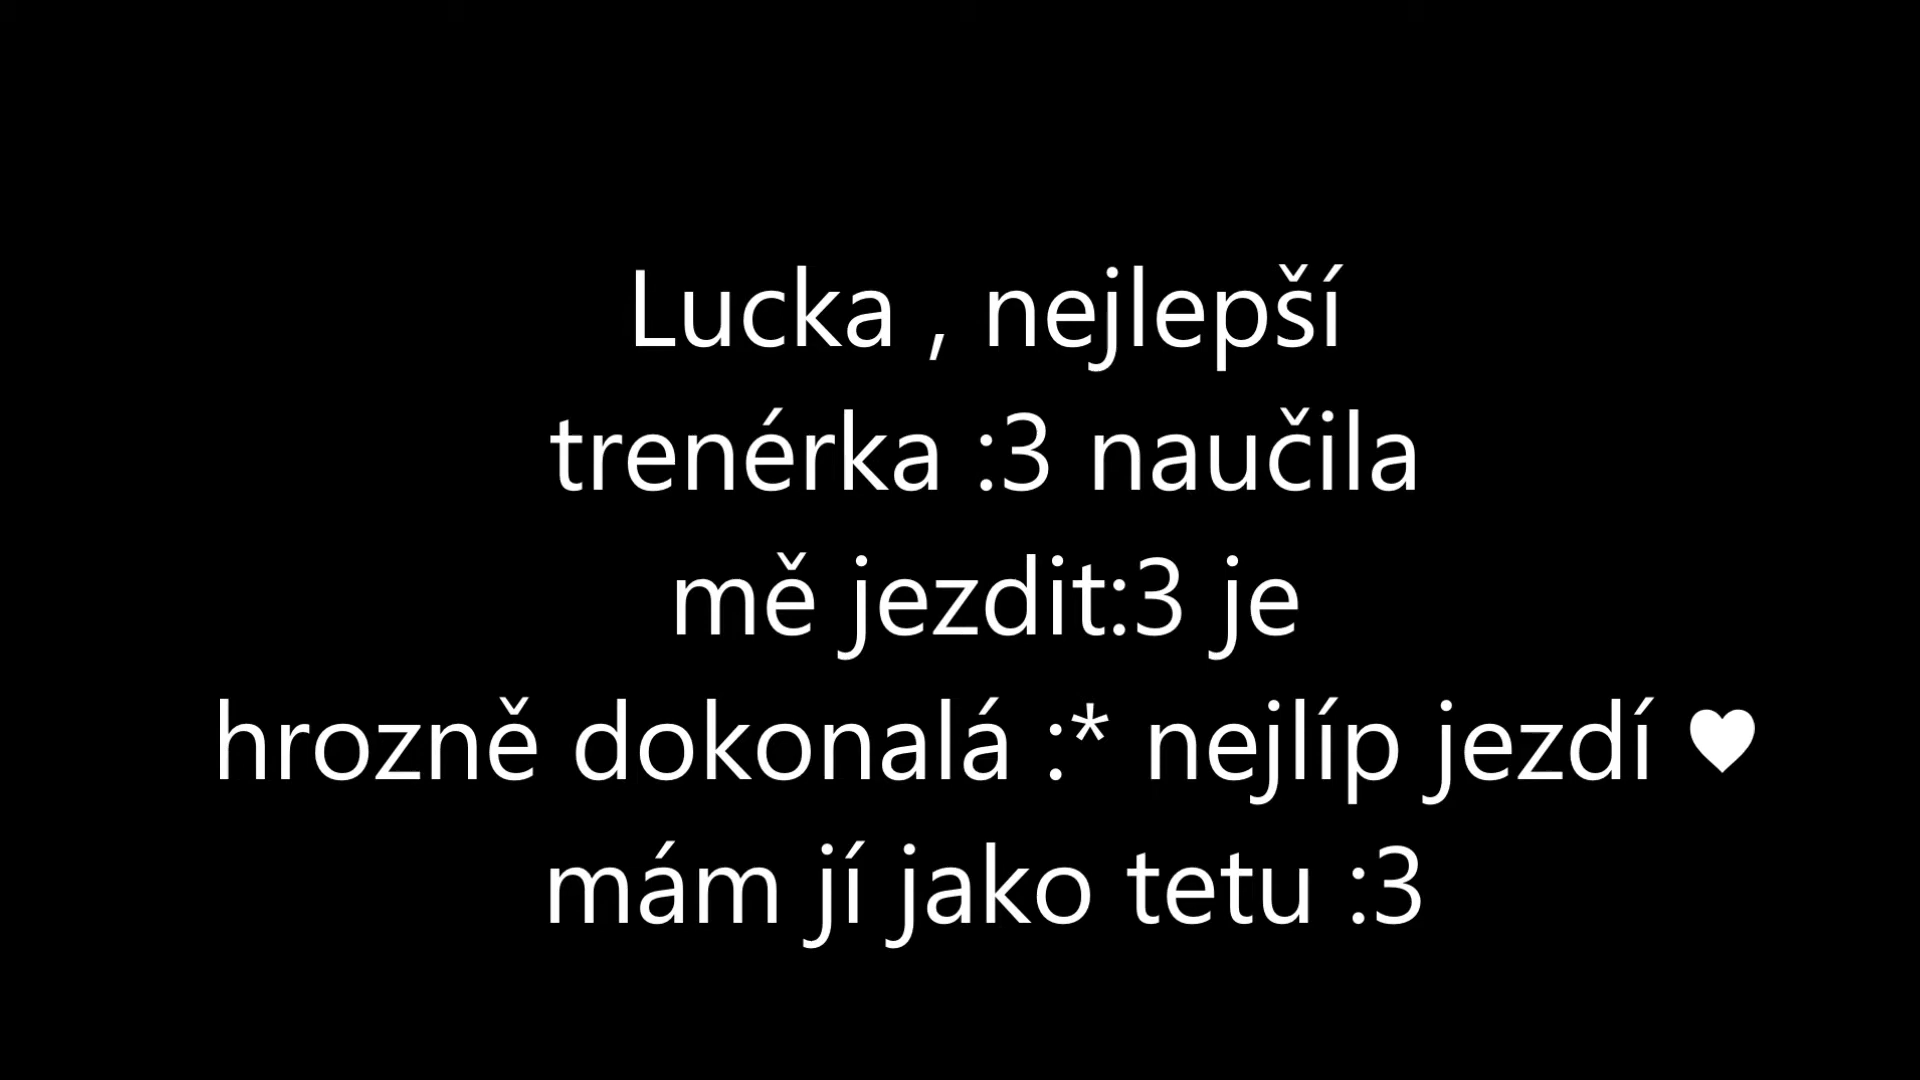 Lucka , nejlepší
trenérka :3 naučila
mě jezdit:3 je
hrozně dokonalá :* nejlíp jezdí ♥
mám jí jako tetu :3